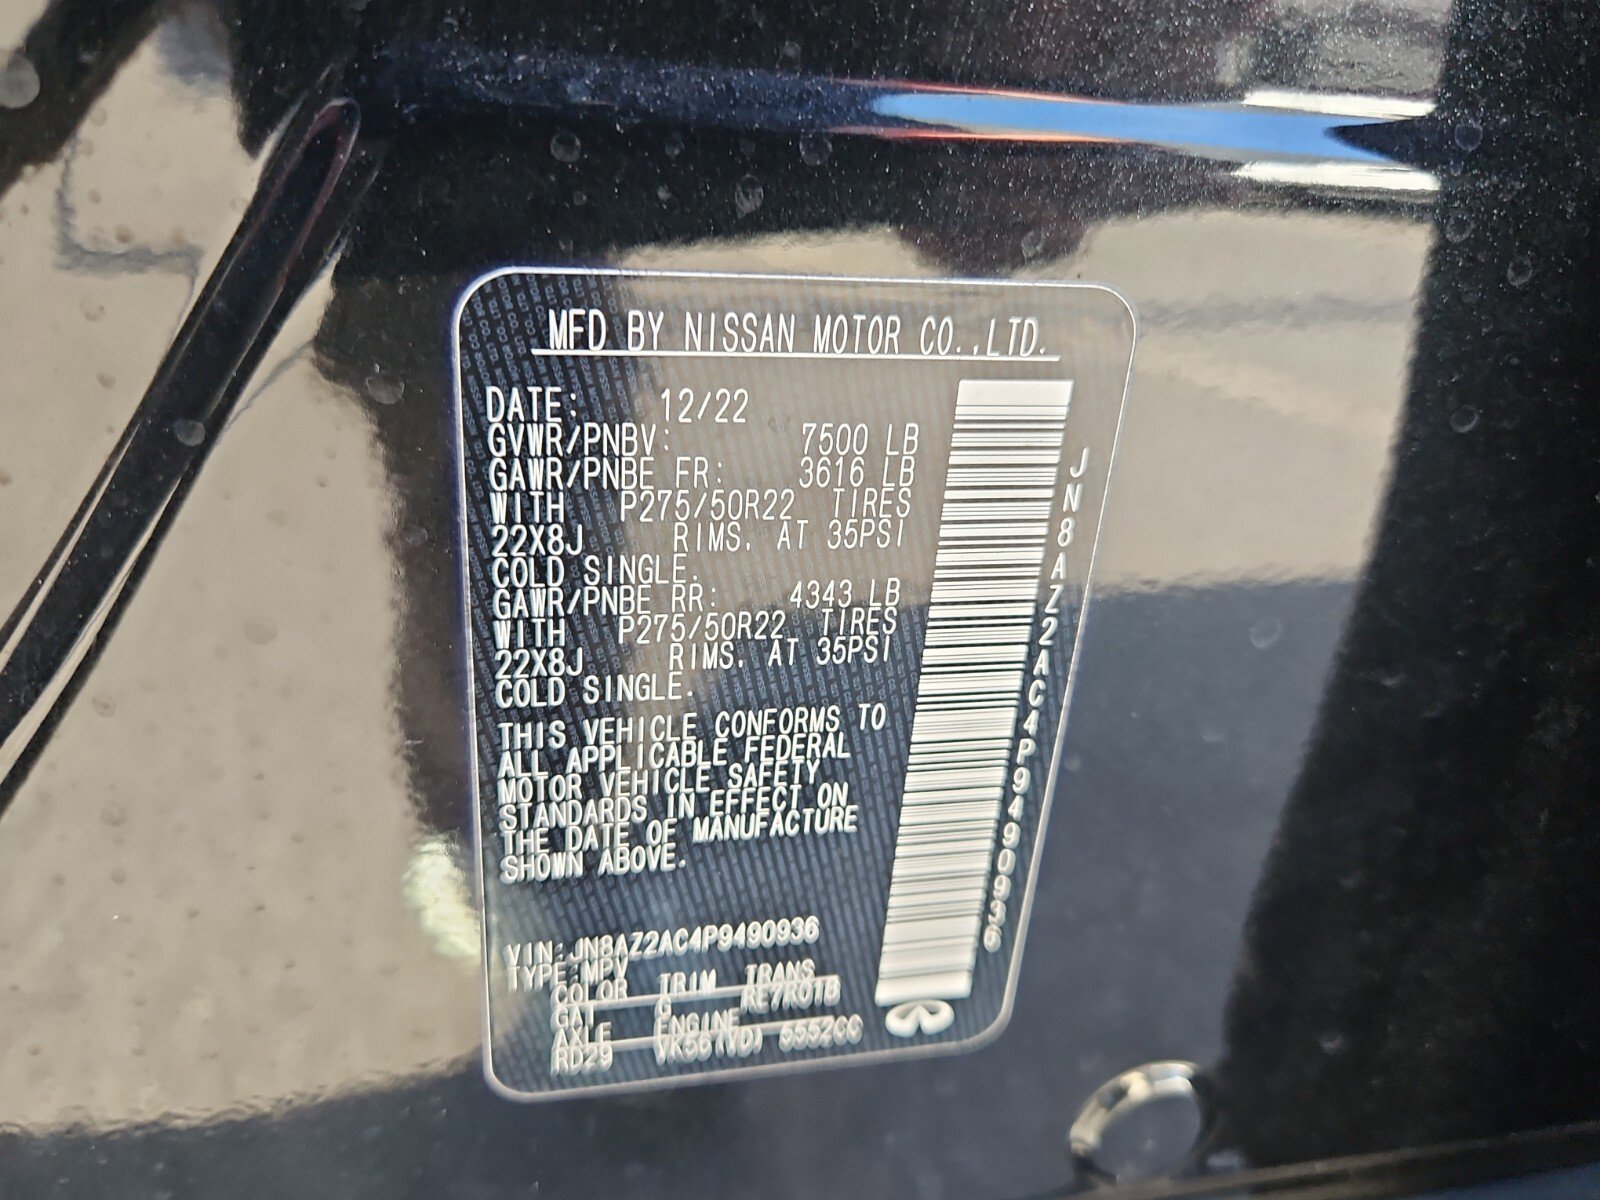 MFD BY NISSAN MOTOR CO.,LTD.
DATE: 12/22
GVWR/PNBV: 7500 LB
GAWR/PNBE FR: 3616 LB
WITH P275/50R22 TIRES
22X8J RIMS, AT 35PSI
COLD SINGLE.
GAWR/PNBE RR: 4343 LB
WITH P275/50R22 TIRES
22X8J RIMS, AT 35PSI
COLD SINGLE.
THIS VEHICLE CONFORMS TO
ALL APPLICABLE FEDERAL
MOTOR VEHICLE SAFETY
STANDARDS IN EFFECT ON
THE DATE OF MANUFACTURE
SHOWN ABOVE.
VIN:JN8AZ2AC4P9490936
TYPE:MPV
COLOR TRIM TRANS
G RE7R01B
AXLE ENGINE
RD29 VK56(VD) 5552CC
JN8AZ2AC4P9490936